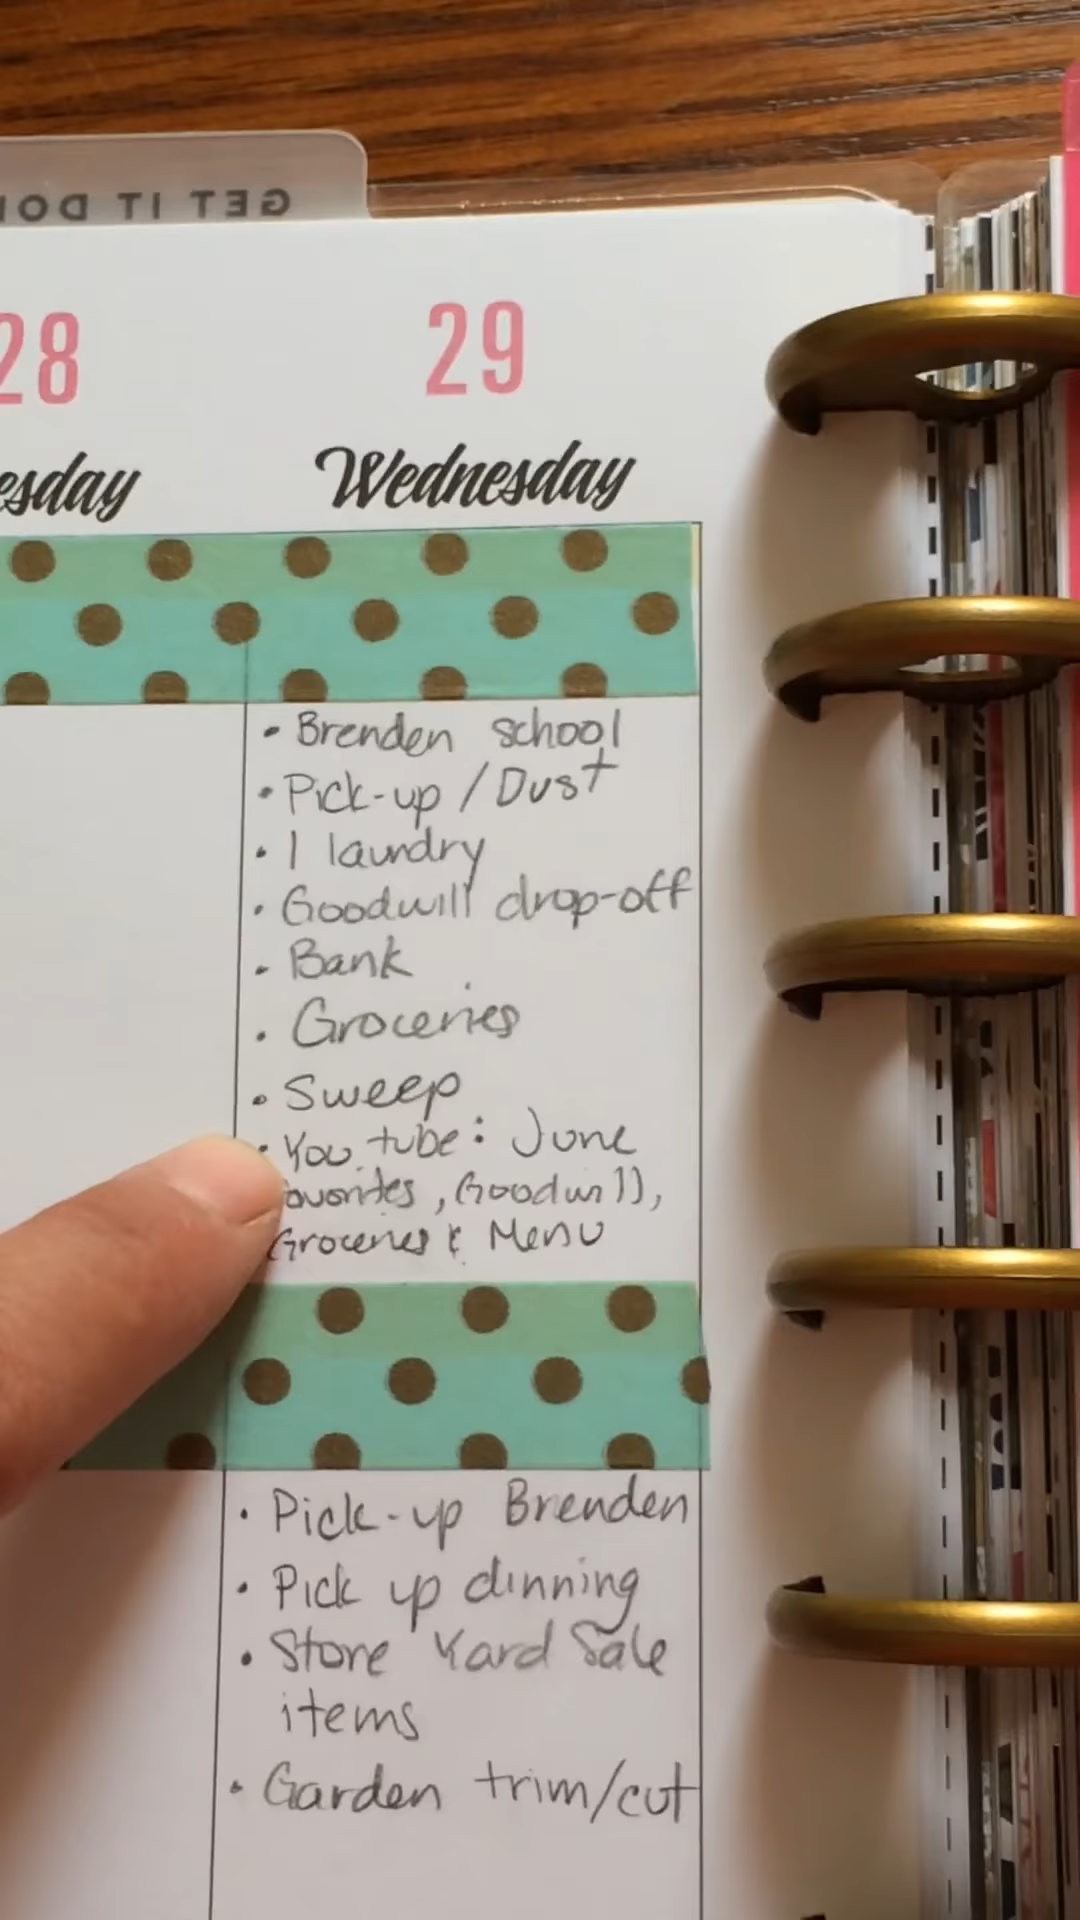 GET IT DON
28
29
esday
Wednesday
• Brenden school
• Pick-up / Dust
• 1 laundry
• Goodwill drop-off
• Bank
• Groceries
• Sweep
• You tube: June
favorites, Goodwill,
Groceries & Menu
• Pick-up Brenden
• Pick up dinning
• Store Yard Sale
items
• Garden trim/cut